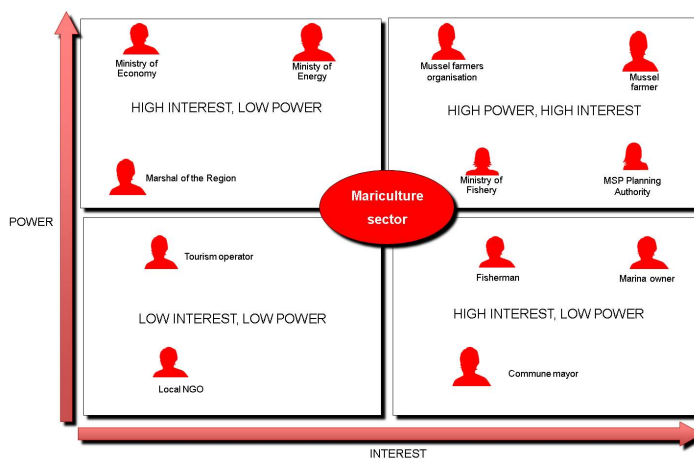 Ministry of
Economy
Ministy of
Energy
HIGH INTEREST, LOW POWER
Marshal of the Region
Mussel farmers
organisation
Mussel
farmer
HIGH POWER, HIGH INTEREST
Ministry of
Fishery
MSP Planning
Authority
Mariculture
sector
POWER
Tourism operator
LOW INTEREST, LOW POWER
Local NGO
Fisherman
Marina owner
HIGH INTEREST, LOW POWER
Commune mayor
INTEREST